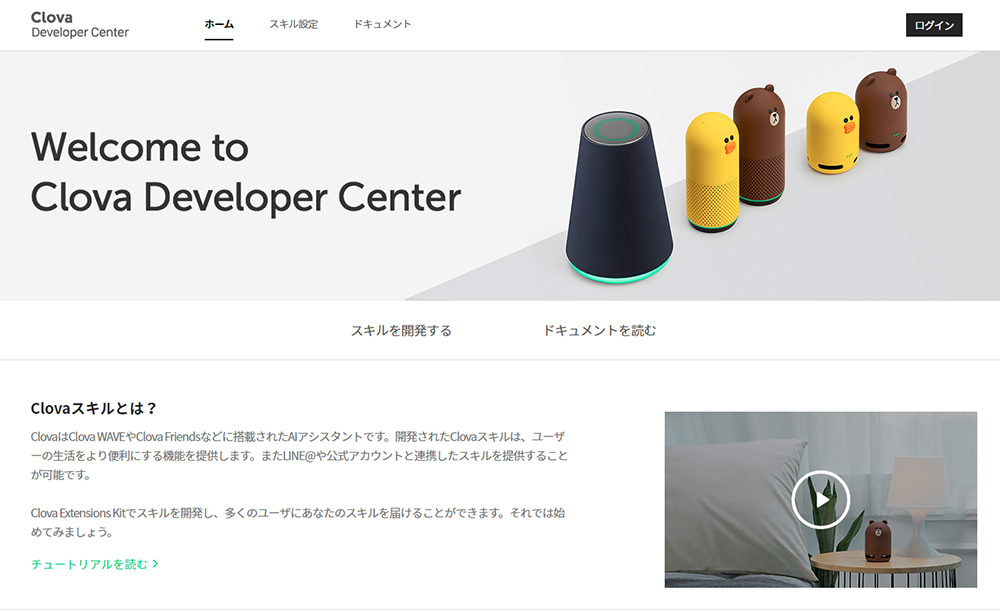 Clova
Developer Center
ホーム
スキル設定
ドキュメント
ログイン
Welcome to
Clova Developer Center
スキルを開発する
ドキュメントを読む
Clovaスキルとは？
ClovaはClova WAVEやClova Friendsなどに搭載されたAIアシスタントです。開発されたClovaスキルは、ユーザ
ーの生活をより便利にする機能を提供します。またLINE@や公式アカウントと連携したスキルを提供すること
が可能です。
Clova Extensions Kitでスキルを開発し、多くのユーザにあなたのスキルを届けることができます。それでは始
めてみましょう。
チュートリアルを読む